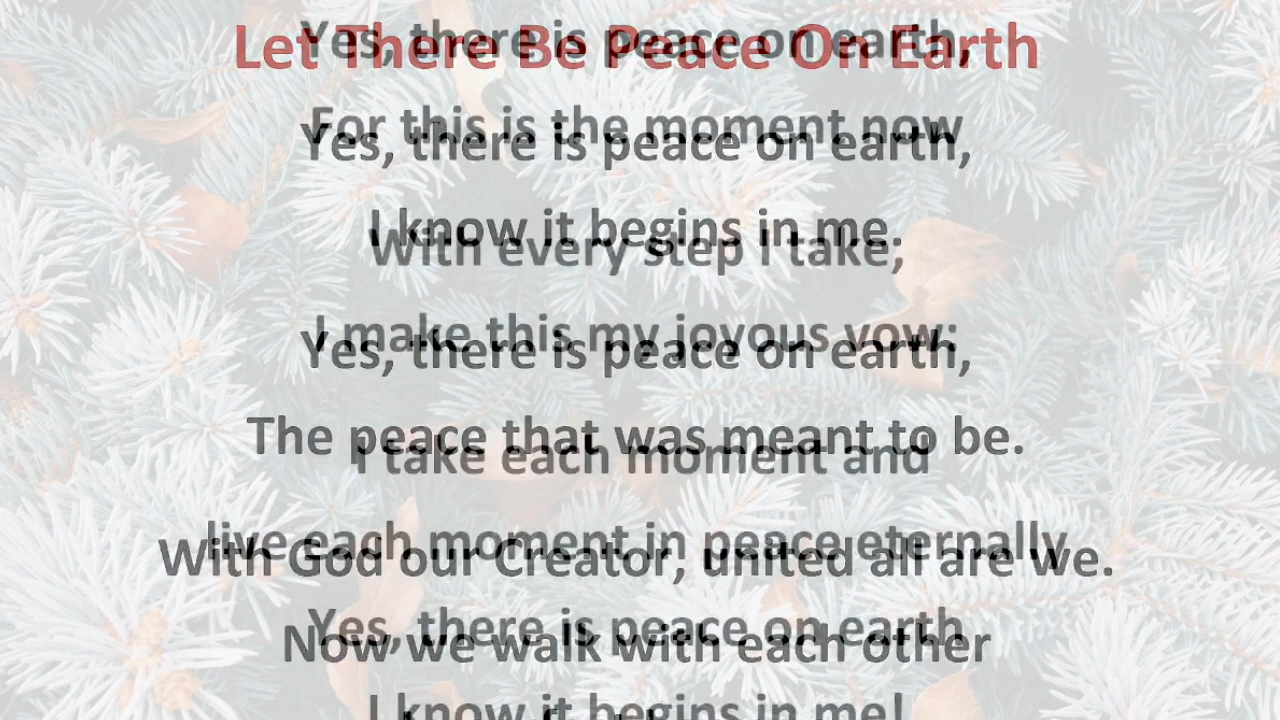 Yes, there is peace on earth,
Let There Be Peace On Earth
For this is the moment now
Yes, there is peace on earth,
I know it begins in me;
With every step I take;
I make this my joyous vow;
Yes, there is peace on earth,
The peace that was meant to be.
I take each moment and
live each moment in peace eternally.
With God our Creator, united all are we.
Yes, there is peace on earth
Now we walk with each other
I know it begins in me!